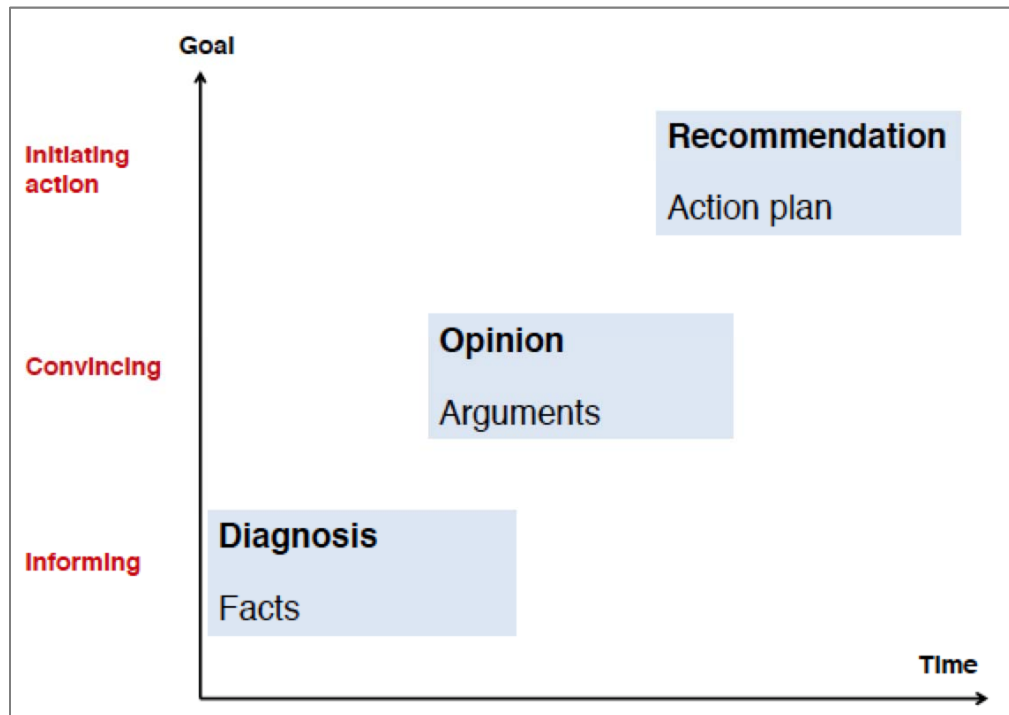 Goal
Initiating
action
Recommendation
Action plan
Convincing
Opinion
Arguments
Informing
Diagnosis
Facts
Time